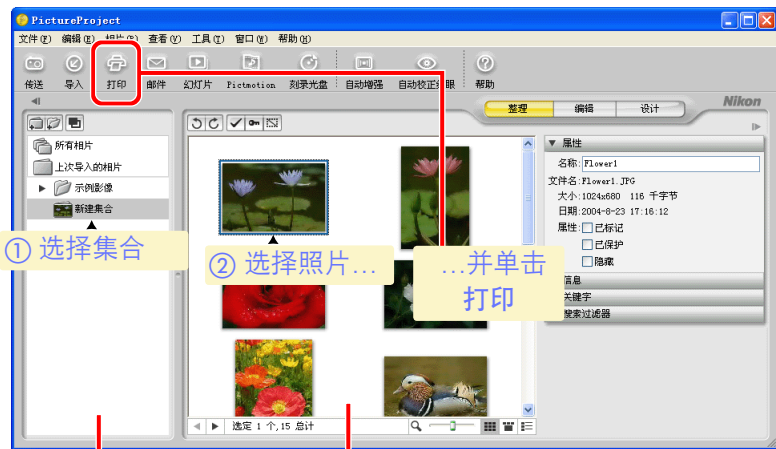 PictureProject
文件(F) 编辑(E) 相片(P) 查看(V) 工具(T) 窗口(W) 帮助(H)
传送 导入 打印 邮件 幻灯片 Pictmotion 刻录光盘 自动增强 自动校正红眼 帮助
整理 编辑 设计 Nikon
所有相片
上次导入的相片
示例影像
新建集合
① 选择集合
② 选择照片...
...并单击
打印
属性
名称: Flower1
文件名: Flower1.JPG
大小: 1024x680 116 千字节
日期: 2004-8-23 17:16:12
属性: 已标记
已保护
隐藏
信息
关键字
搜索过滤器
选定 1 个,15 总计